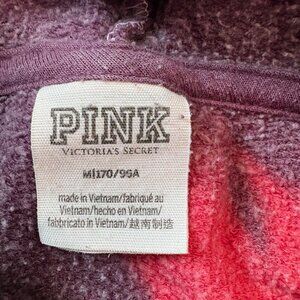 PINK
VICTORIA'S SECRET
M|170/96A
made in Vietnam/fabriqué au
Vietnam/hecho en Vietnam/
fabbricato in Vietnam/越南制造